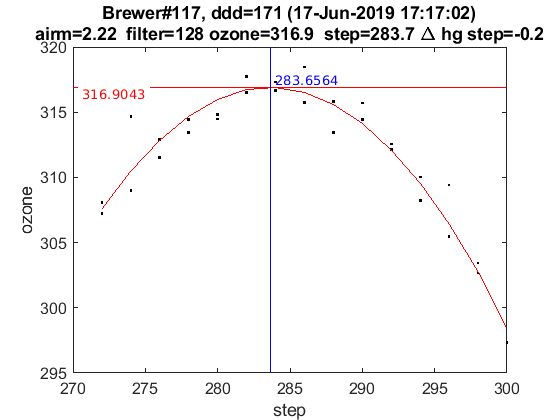 Brewer#117, ddd=171 (17-Jun-2019 17:17:02)
airm=2.22 filter=128 ozone=316.9 step=283.7 Δ hg step=-0.2
320
283.6564
316.9043
315
310
ozone
305
300
295
270 275 280 285 290 295 300
step